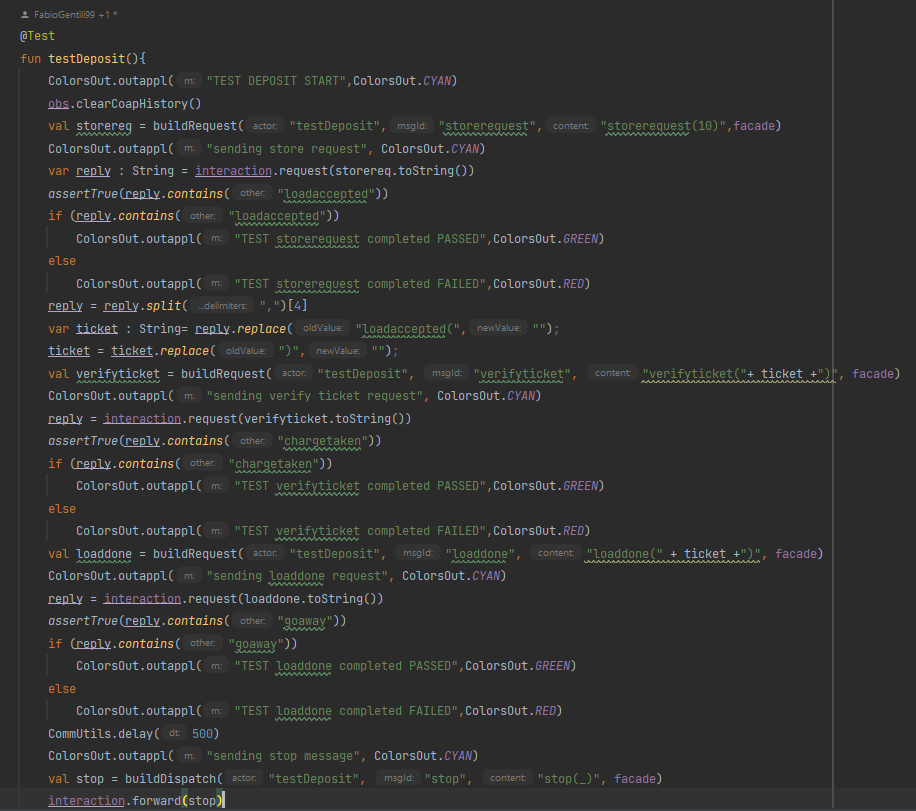 FabioGentili99 +1 *
@Test
fun testDeposit(){
ColorsOut.outappl( m: "TEST DEPOSIT START",ColorsOut.CYAN)
obs.clearCoapHistory()
val storereq = buildRequest( actor: "testDeposit", msgId: "storerequest", content: "storerequest(10)",facade)
ColorsOut.outappl( m: "sending store request", ColorsOut.CYAN)
var reply : String = interaction.request(storereq.toString())
assertTrue(reply.contains( other: "loadaccepted"))
if (reply.contains( other: "loadaccepted"))
ColorsOut.outappl( m: "TEST storerequest completed PASSED",ColorsOut.GREEN)
else
ColorsOut.outappl( m: "TEST storerequest completed FAILED",ColorsOut.RED)
reply = reply.split( ...delimiters: ",")[4]
var ticket : String= reply.replace( oldValue: "loadaccepted(", newValue: "");
ticket = ticket.replace( oldValue: ")", newValue: "");
val verifyticket = buildRequest( actor: "testDeposit", msgId: "verifyticket", content: "verifyticket("+ ticket +")", facade)
ColorsOut.outappl( m: "sending verify ticket request", ColorsOut.CYAN)
reply = interaction.request(verifyticket.toString())
assertTrue(reply.contains( other: "chargetaken"))
if (reply.contains( other: "chargetaken"))
ColorsOut.outappl( m: "TEST verifyticket completed PASSED",ColorsOut.GREEN)
else
ColorsOut.outappl( m: "TEST verifyticket completed FAILED",ColorsOut.RED)
val loaddone = buildRequest( actor: "testDeposit", msgId: "loaddone", content: "loaddone(" + ticket +")", facade)
ColorsOut.outappl( m: "sending loaddone request", ColorsOut.CYAN)
reply = interaction.request(loaddone.toString())
assertTrue(reply.contains( other: "goaway"))
if (reply.contains( other: "goaway"))
ColorsOut.outappl( m: "TEST loaddone completed PASSED",ColorsOut.GREEN)
else
ColorsOut.outappl( m: "TEST loaddone completed FAILED",ColorsOut.RED)
CommUtils.delay( dt: 500)
ColorsOut.outappl( m: "sending stop message", ColorsOut.CYAN)
val stop = buildDispatch( actor: "testDeposit", msgId: "stop", content: "stop(_)", facade)
interaction.forward(stop)